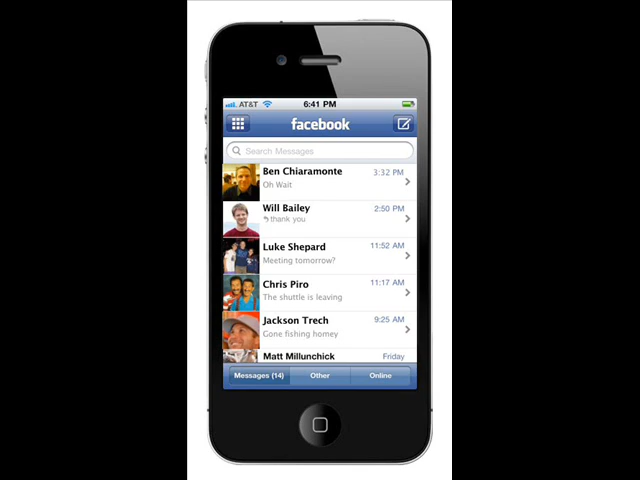 AT&T 6:41 PM
facebook
Search Messages
Ben Chiaramonte 3:32 PM
Oh Wait
Will Bailey 2:50 PM
thank you
Luke Shepard 11:52 AM
Meeting tomorrow?
Chris Piro 11:17 AM
The shuttle is leaving
Jackson Trech 9:25 AM
Gone fishing homey
Matt Millunchick Friday
Messages (14) Other Online